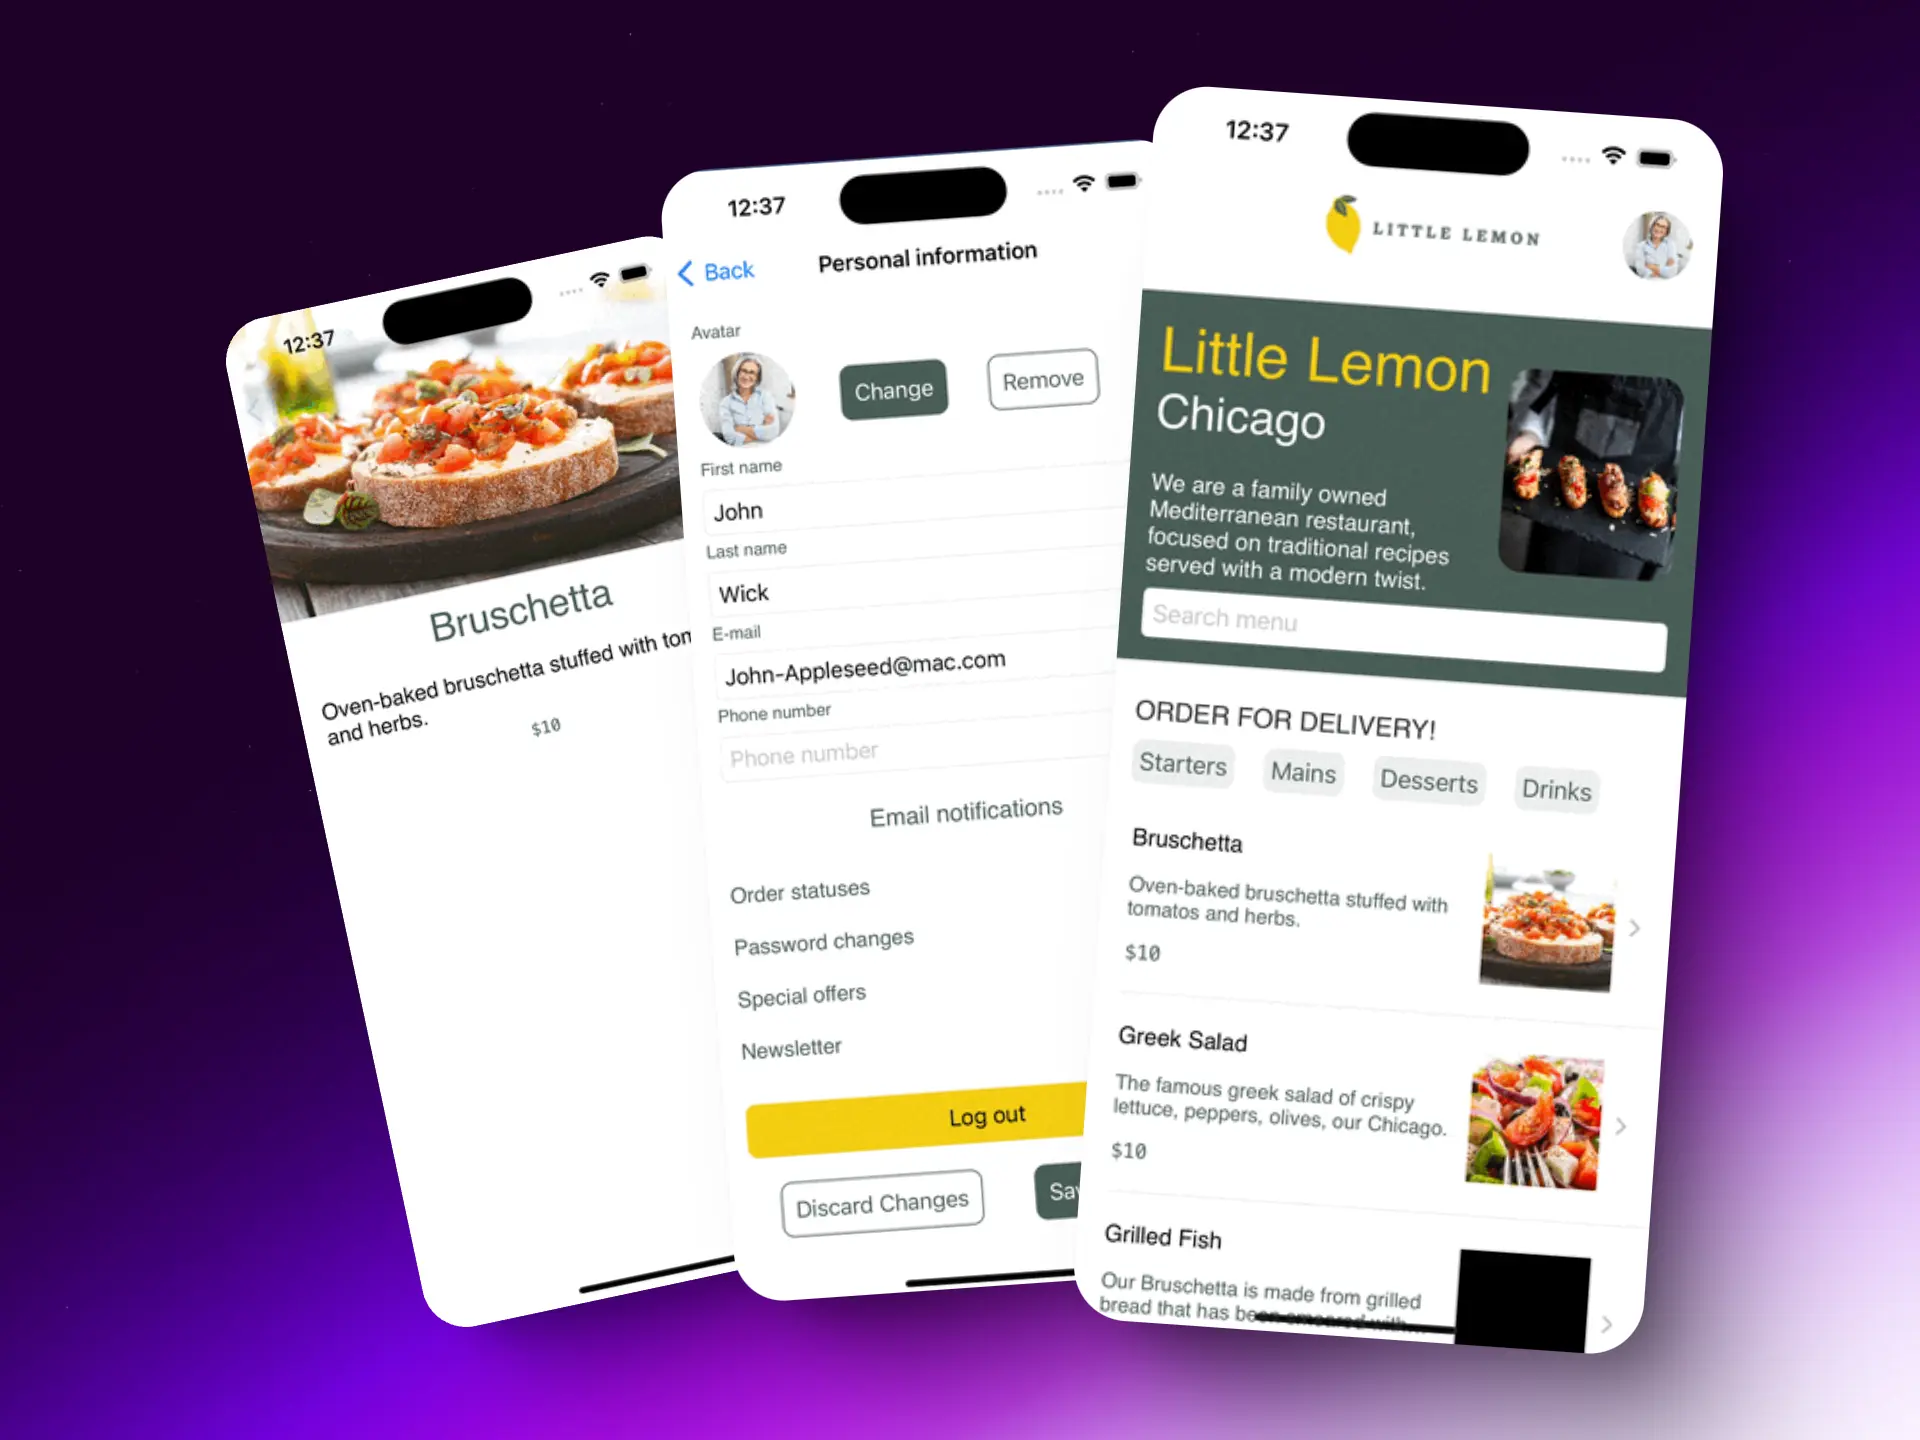 12:37
Bruschetta
Oven-baked bruschetta stuffed with
and herbs.
$10
12:37
Back
Personal information
Avatar
Change
Remove
First name
John
Last name
Wick
E-mail
John-Appleseed@mac.com
Phone number
Phone number
Email notifications
Order statuses
Password changes
Special offers
Newsletter
Log out
Discard Changes
12:37
LITTLE LEMON
Little Lemon
Chicago
We are a family owned
Mediterranean restaurant,
focused on traditional recipes
served with a modern twist.
Search menu
ORDER FOR DELIVERY!
Starters
Mains
Desserts
Drinks
Bruschetta
Oven-baked bruschetta stuffed with
tomatos and herbs.
$10
Greek Salad
The famous greek salad of crispy
lettuce, peppers, olives, our Chicago.
$10
Grilled Fish
Our Bruschetta is made from grilled
bread that has been smeared with...